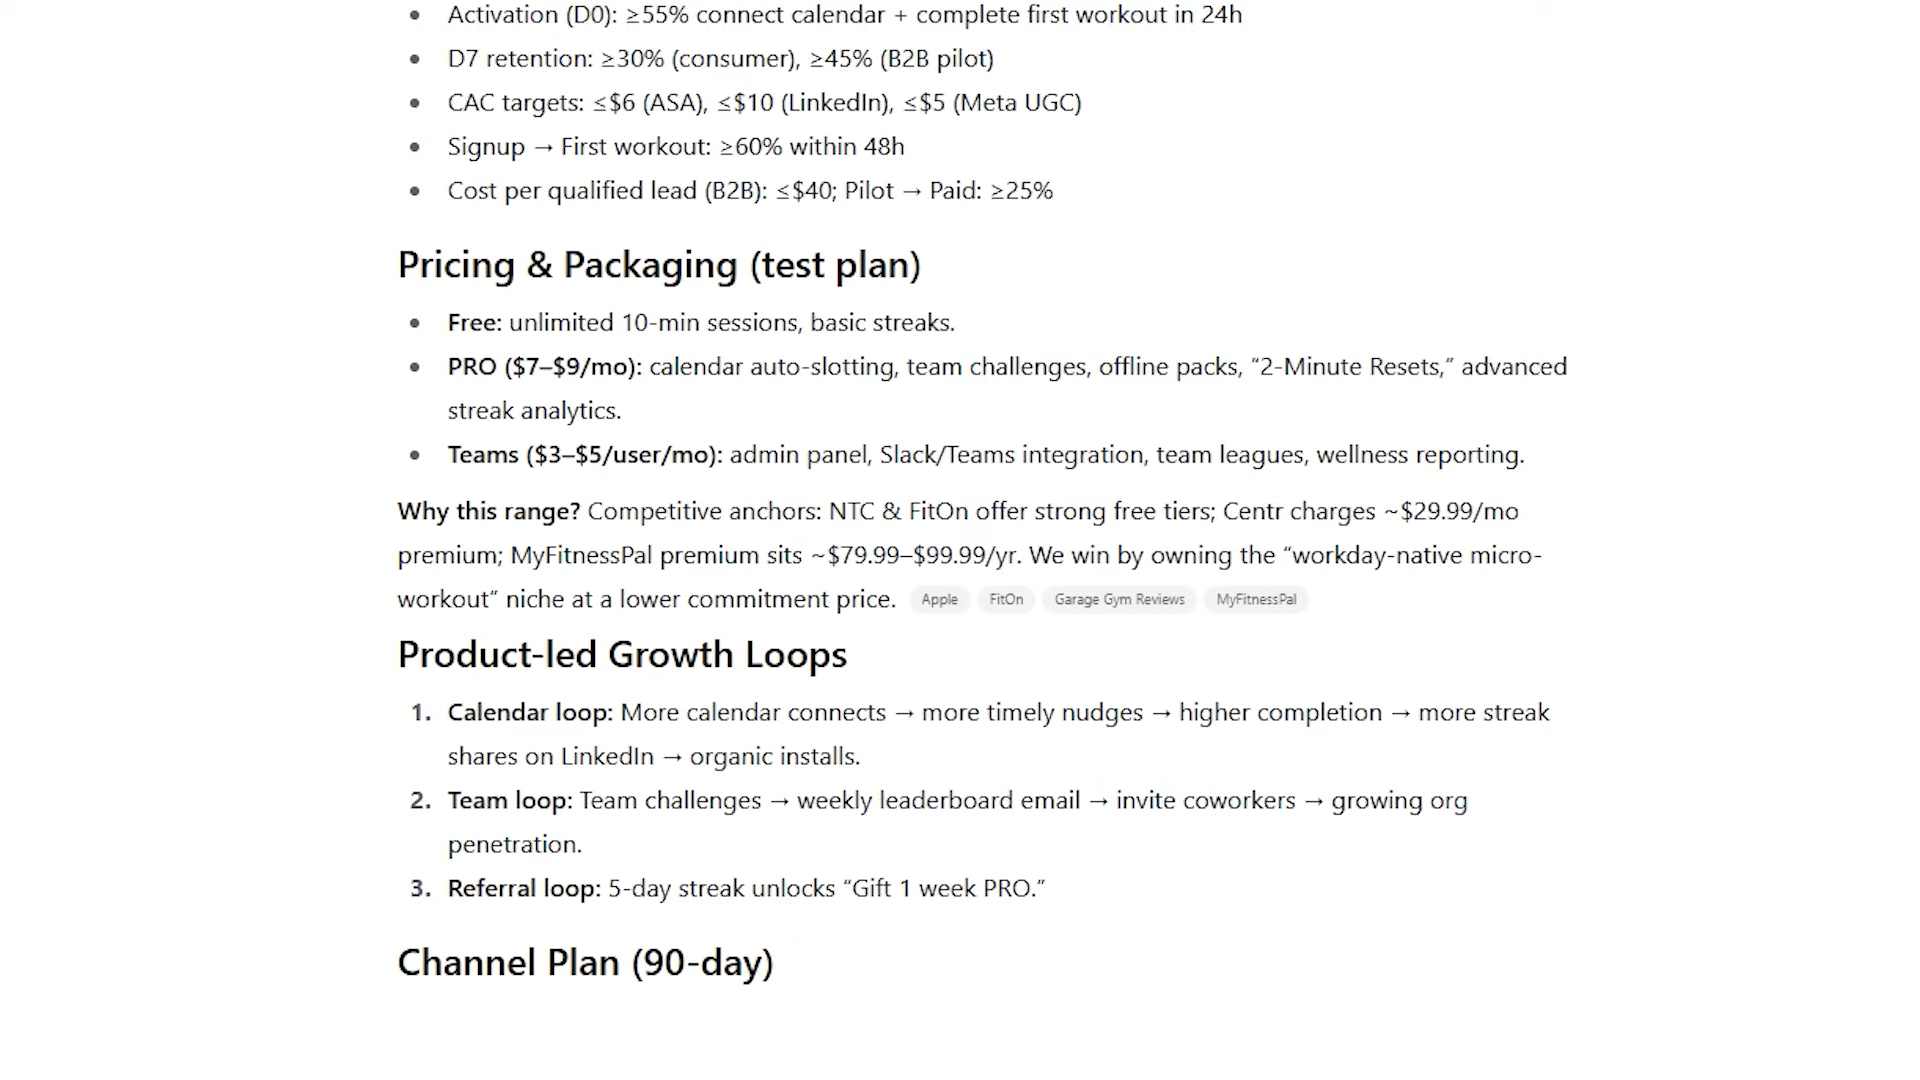 • Activation (D0): ≥55% connect calendar + complete first workout in 24h
• D7 retention: ≥30% (consumer), ≥45% (B2B pilot)
• CAC targets: ≤$6 (ASA), ≤$10 (LinkedIn), ≤$5 (Meta UGC)
• Signup → First workout: ≥60% within 48h
• Cost per qualified lead (B2B): ≤$40; Pilot → Paid: ≥25%
Pricing & Packaging (test plan)
• Free: unlimited 10-min sessions, basic streaks.
• PRO ($7–$9/mo): calendar auto-slotting, team challenges, offline packs, “2-Minute Resets,” advanced
streak analytics.
• Teams ($3–$5/user/mo): admin panel, Slack/Teams integration, team leagues, wellness reporting.
Why this range? Competitive anchors: NTC & FitOn offer strong free tiers; Centr charges ~$29.99/mo
premium; MyFitnessPal premium sits ~$79.99–$99.99/yr. We win by owning the “workday-native micro-
workout” niche at a lower commitment price. Apple FitOn Garage Gym Reviews MyFitnessPal
Product-led Growth Loops
1. Calendar loop: More calendar connects → more timely nudges → higher completion → more streak
shares on LinkedIn → organic installs.
2. Team loop: Team challenges → weekly leaderboard email → invite coworkers → growing org
penetration.
3. Referral loop: 5-day streak unlocks “Gift 1 week PRO.”
Channel Plan (90-day)